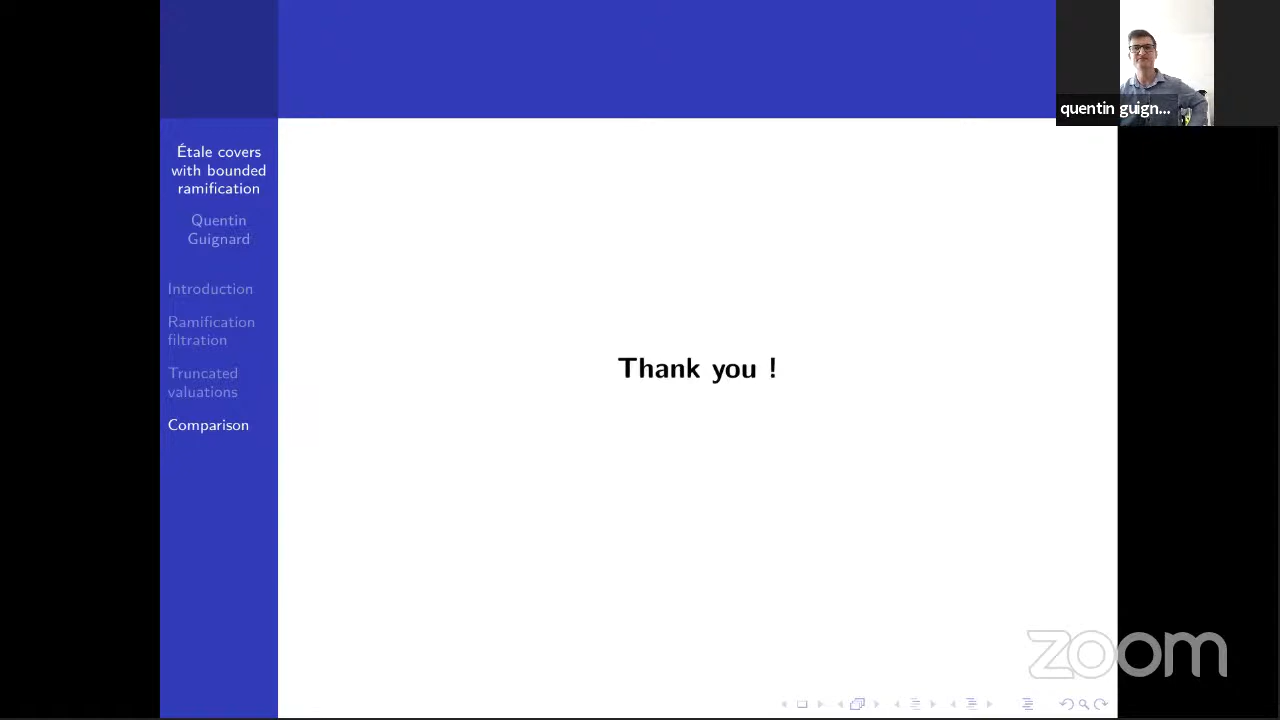 Étale covers
with bounded
ramification
Quentin
Guignard
Introduction
Ramification
filtration
Truncated
valuations
Comparison
Thank you !
quentin guign...
zoom